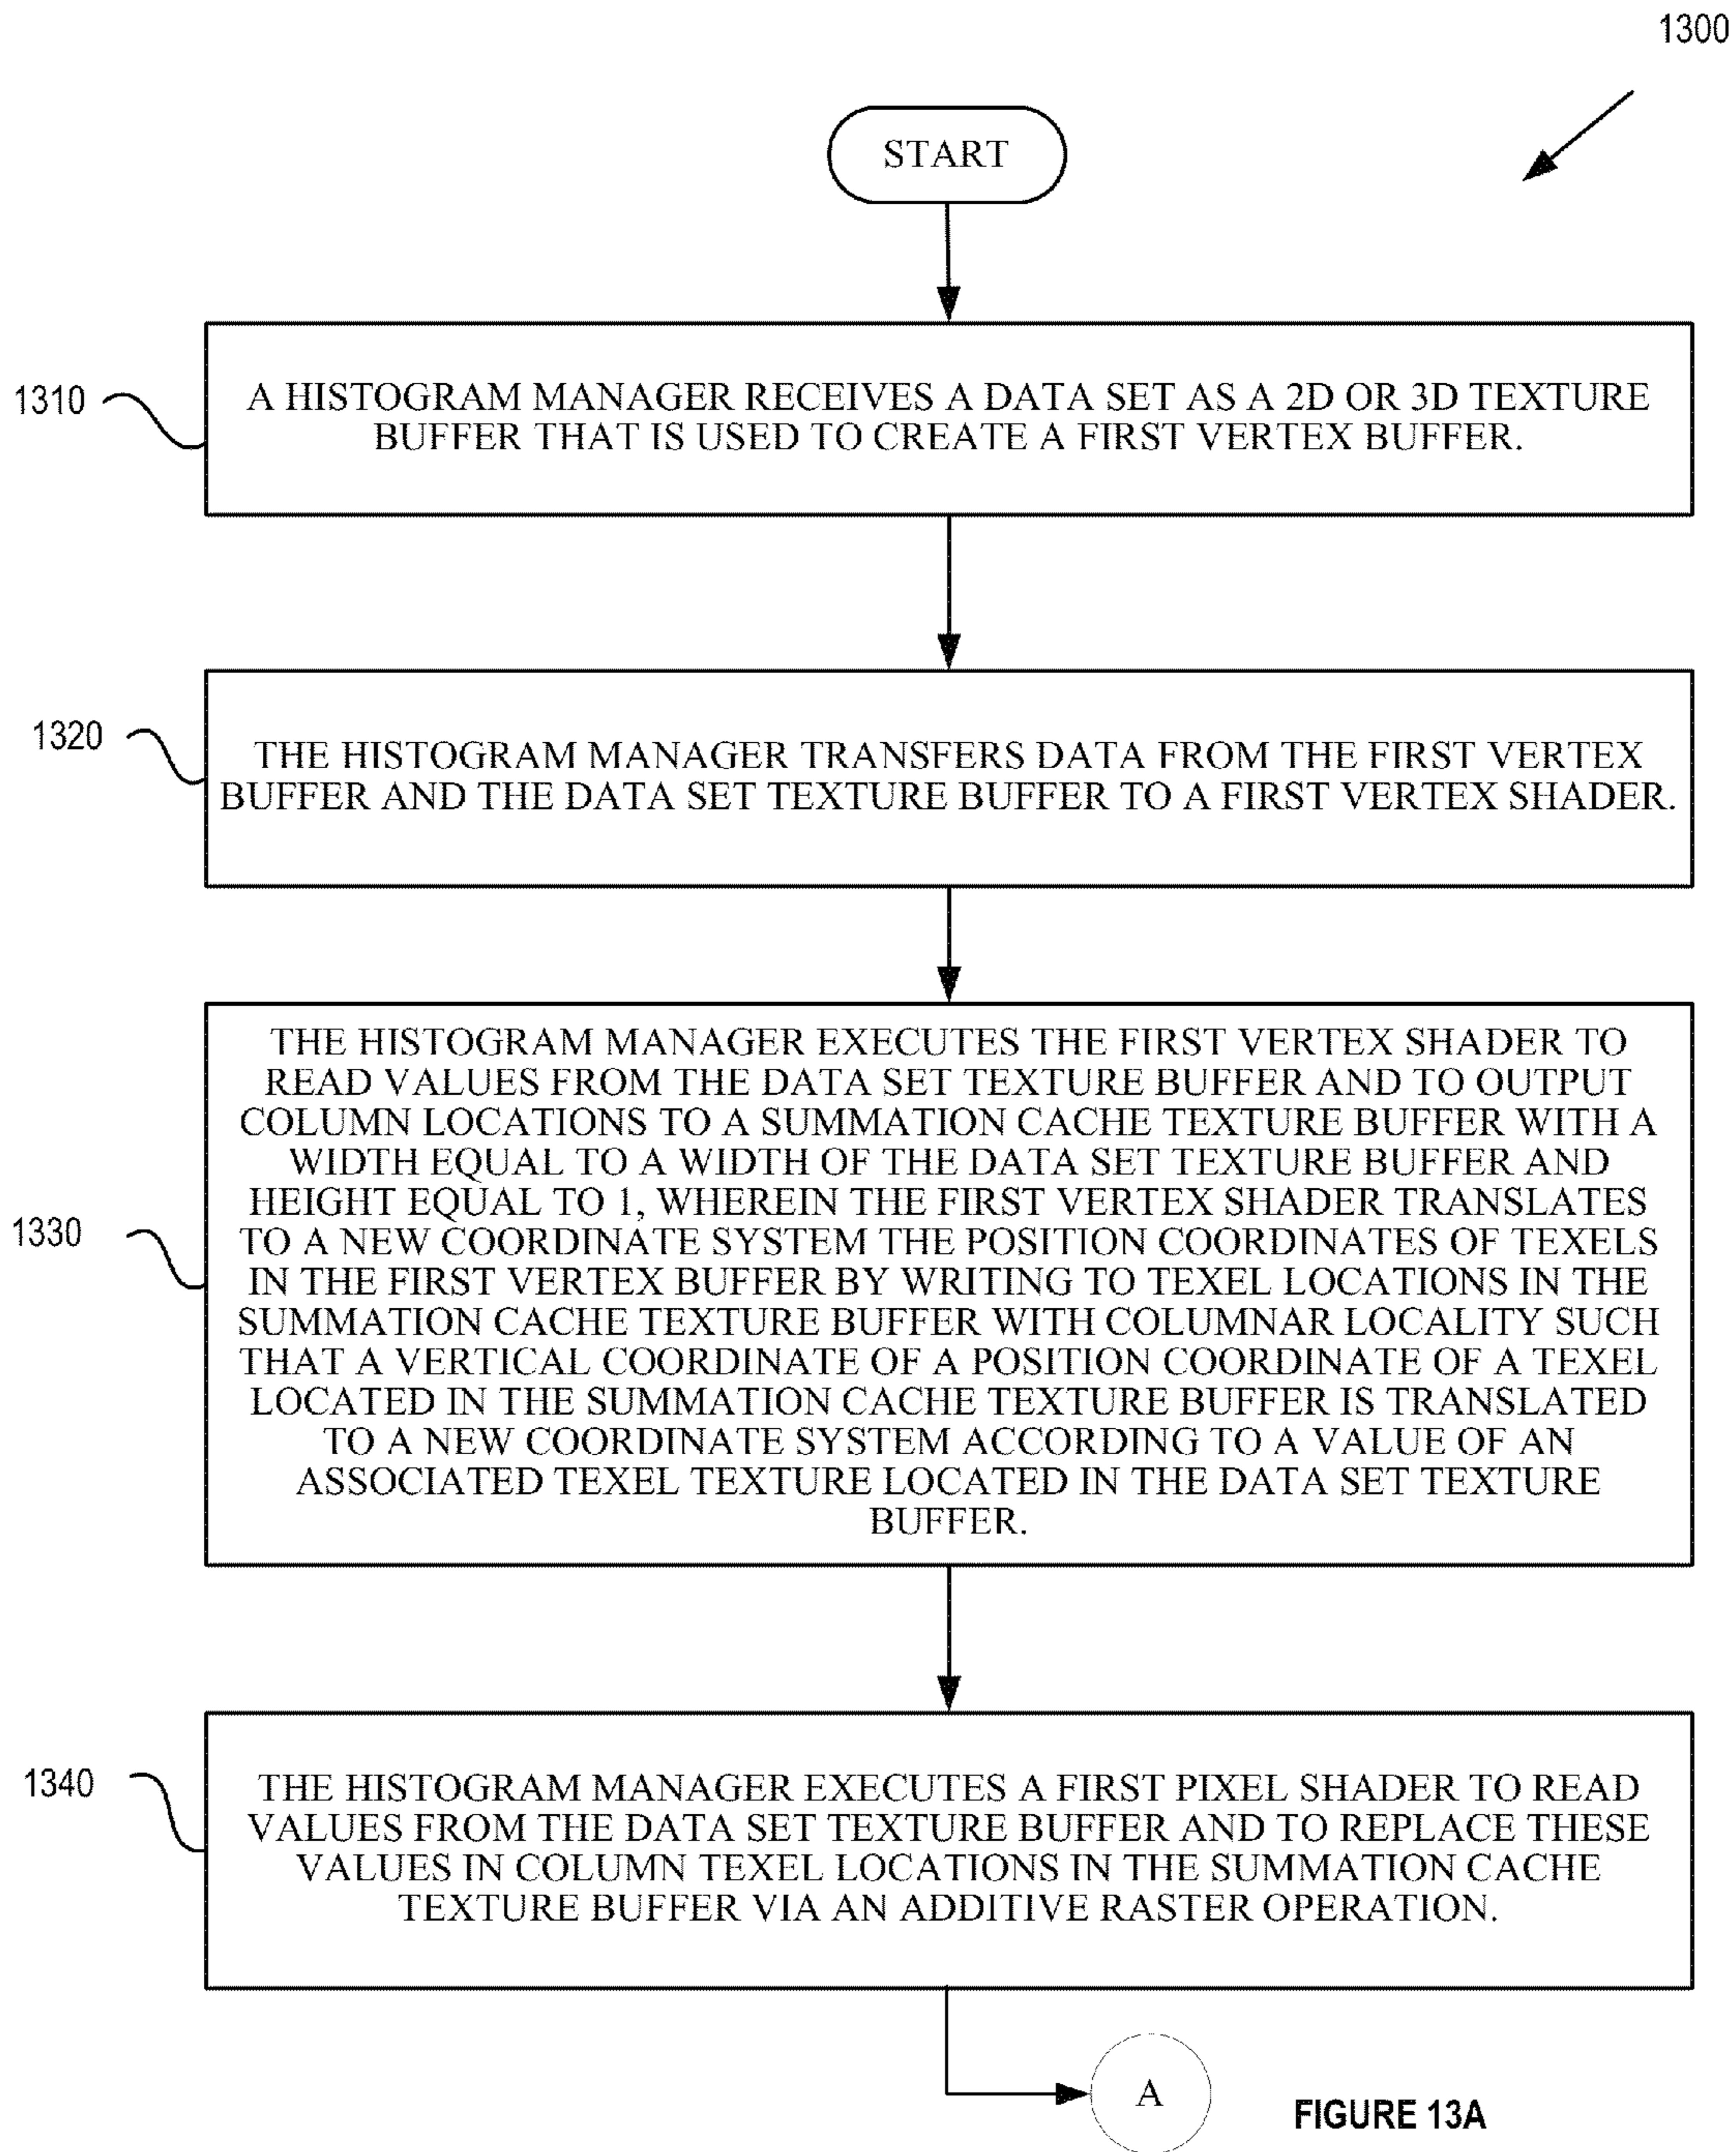 1300
START
1310
A HISTOGRAM MANAGER RECEIVES A DATA SET AS A 2D OR 3D TEXTURE
BUFFER THAT IS USED TO CREATE A FIRST VERTEX BUFFER.
1320
THE HISTOGRAM MANAGER TRANSFERS DATA FROM THE FIRST VERTEX
BUFFER AND THE DATA SET TEXTURE BUFFER TO A FIRST VERTEX SHADER.
1330
THE HISTOGRAM MANAGER EXECUTES THE FIRST VERTEX SHADER TO
READ VALUES FROM THE DATA SET TEXTURE BUFFER AND TO OUTPUT
COLUMN LOCATIONS TO A SUMMATION CACHE TEXTURE BUFFER WITH A
WIDTH EQUAL TO A WIDTH OF THE DATA SET TEXTURE BUFFER AND
HEIGHT EQUAL TO 1, WHEREIN THE FIRST VERTEX SHADER TRANSLATES
TO A NEW COORDINATE SYSTEM THE POSITION COORDINATES OF TEXELS
IN THE FIRST VERTEX BUFFER BY WRITING TO TEXEL LOCATIONS IN THE
SUMMATION CACHE TEXTURE BUFFER WITH COLUMNAR LOCALITY SUCH
THAT A VERTICAL COORDINATE OF A POSITION COORDINATE OF A TEXEL
LOCATED IN THE SUMMATION CACHE TEXTURE BUFFER IS TRANSLATED
TO A NEW COORDINATE SYSTEM ACCORDING TO A VALUE OF AN
ASSOCIATED TEXEL TEXTURE LOCATED IN THE DATA SET TEXTURE
BUFFER.
1340
THE HISTOGRAM MANAGER EXECUTES A FIRST PIXEL SHADER TO READ
VALUES FROM THE DATA SET TEXTURE BUFFER AND TO REPLACE THESE
VALUES IN COLUMN TEXEL LOCATIONS IN THE SUMMATION CACHE
TEXTURE BUFFER VIA AN ADDITIVE RASTER OPERATION.
A
FIGURE 13A